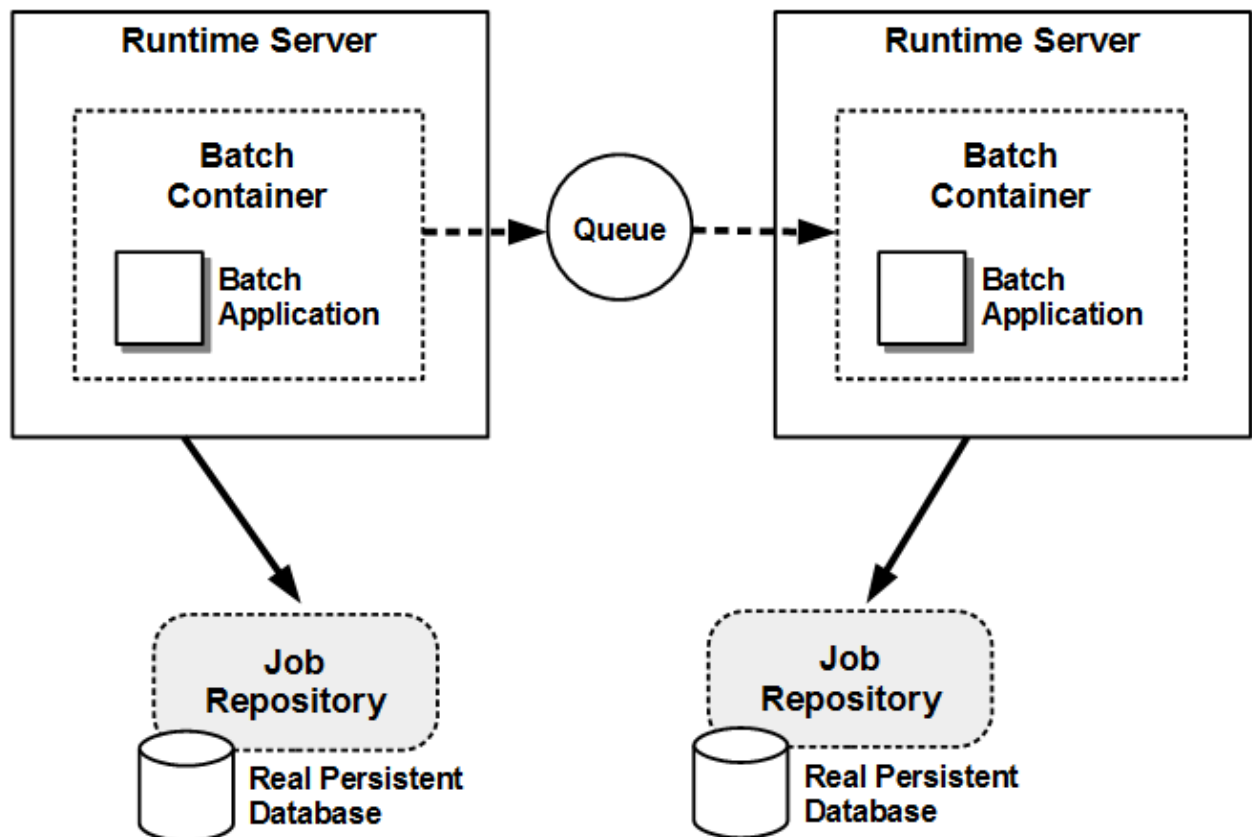 Runtime Server
Batch
Container
Batch
Application
Queue
Runtime Server
Batch
Container
Batch
Application
Job
Repository
Real Persistent
Database
Job
Repository
Real Persistent
Database